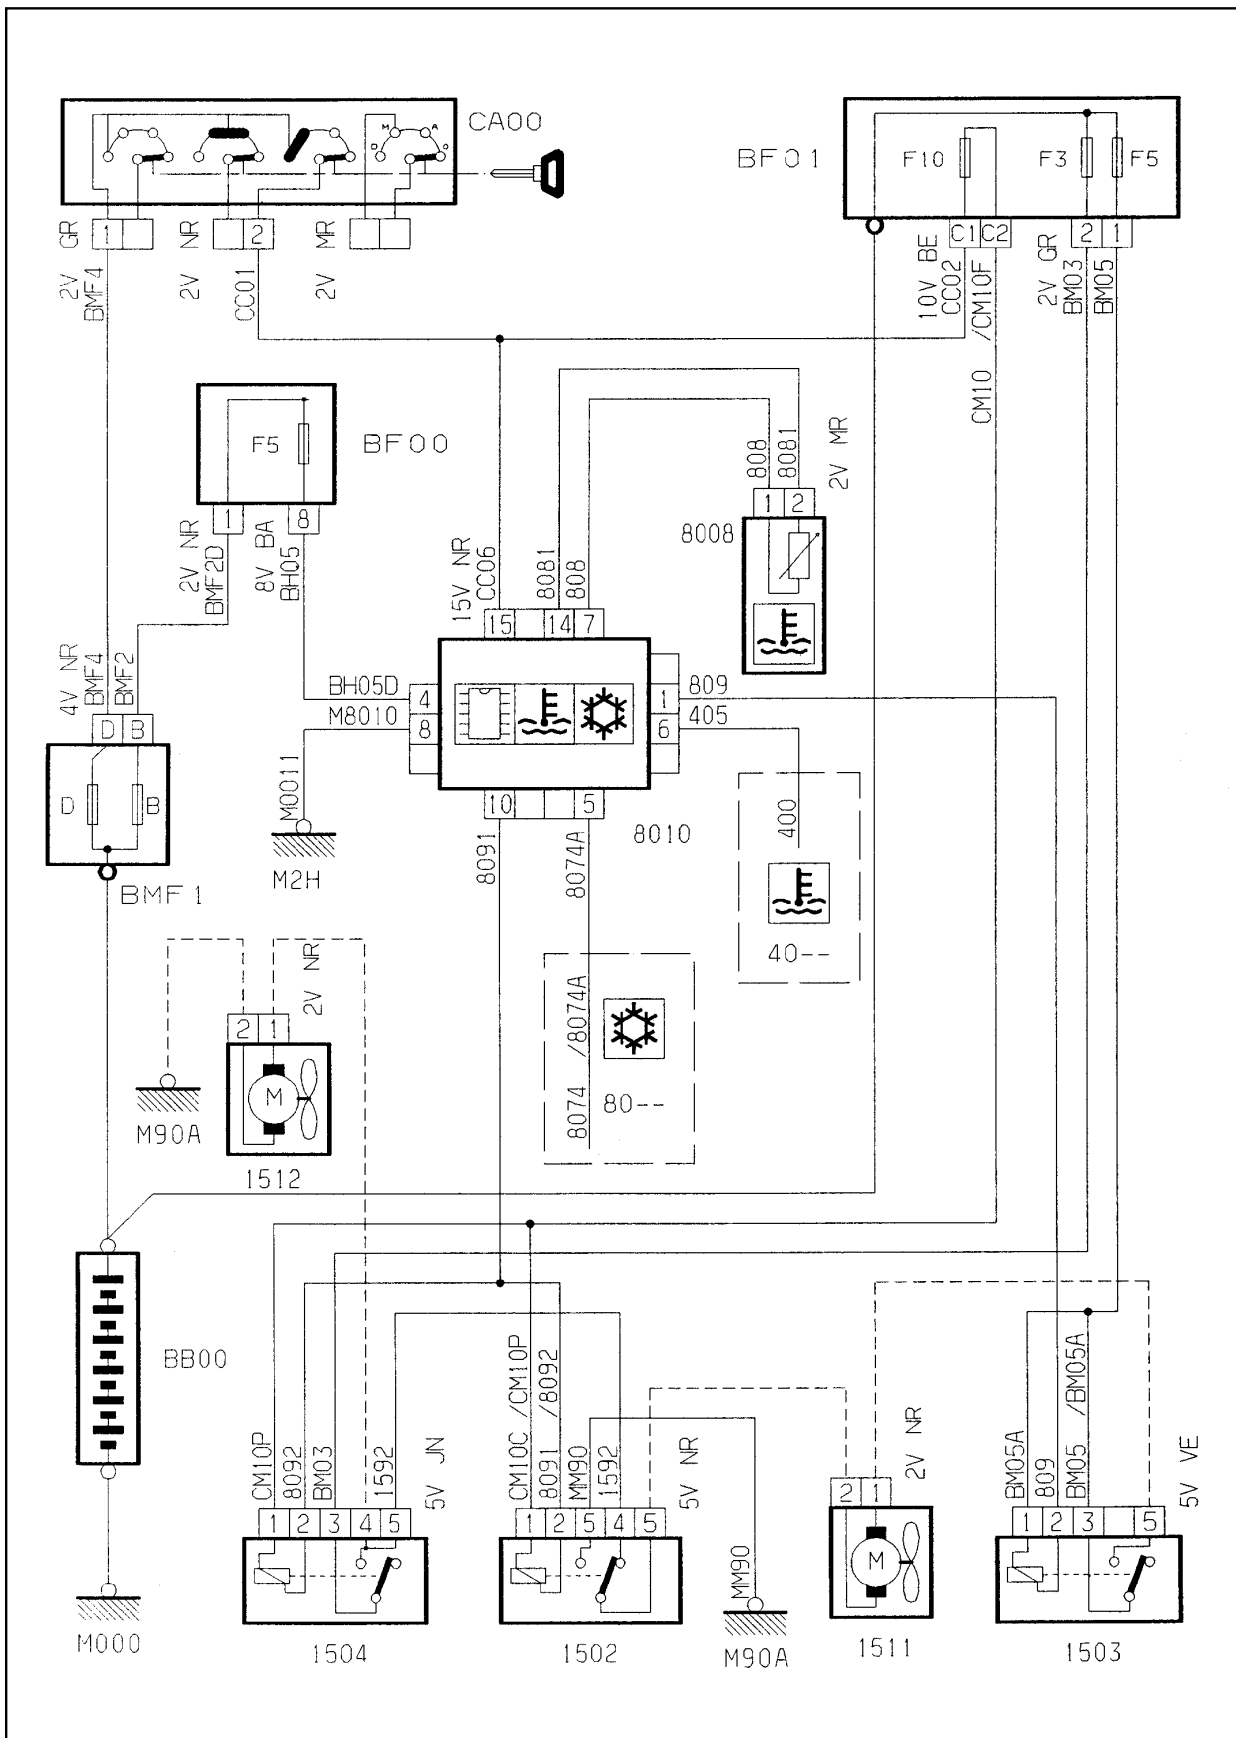 CA00
M
A
D
D
1
2
2V GR
BMF4
2V NR
CC01
2V MR
BF01
F10
F3
F5
C1
C2
2
1
10V BE
CC02
CM10 /CM10F
2V GR
BM03
BM05
F5
BF00
1
8
2V NR
BMF2D
8V BA
BH05
15V NR
CC06
8081
808
808
8081
2V MR
1
2
8008
15
14
7
4V NR
BMF4
BMF2
D
B
D
B
BMF1
BH05D
4
M8010
8
1
809
6
405
M0011
M2H
10
5
8010
8091
8074A
400
40--
8074 /8074A
80--
2V NR
2
1
M
M90A
1512
BB00
M000
CM10P
8092
BM03
1592
5V JN
1
2
3
4
5
1504
CM10C /CM10P
8091 /8092
MM90
1592
5V NR
1
2
5
4
5
1502
MM90
M90A
2V NR
2
1
M
1511
BM05A
809
BM05 /BM05A
5V VE
1
2
3
5
1503